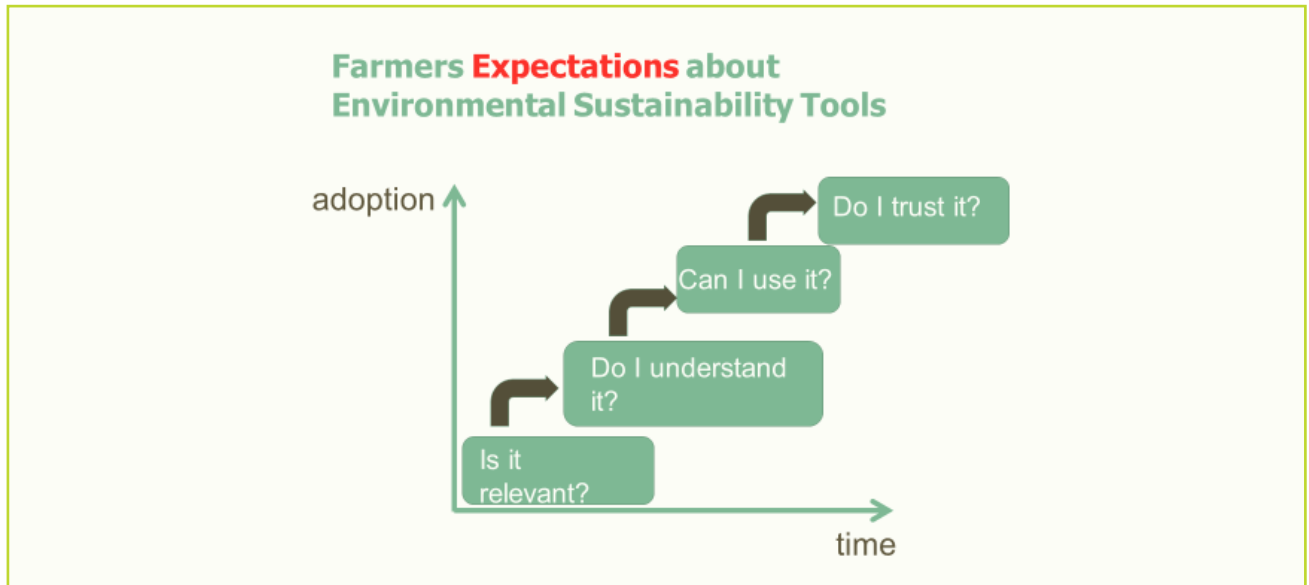 Farmers Expectations about
Environmental Sustainability Tools
adoption
Do I trust it?
Can I use it?
Do I understand
it?
Is it
relevant?
time